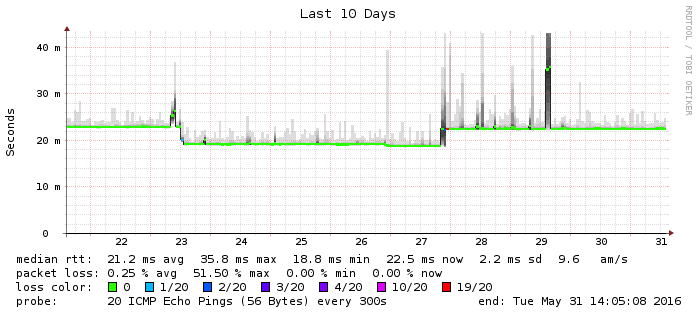 Last 10 Days
RRDTOOL / TOBI OETIKER
Seconds
40 m
30 m
20 m
10 m
0
22 23 24 25 26 27 28 29 30 31
median rtt: 21.2 ms avg 35.8 ms max 18.8 ms min 22.5 ms now 2.2 ms sd 9.6 am/s
packet loss: 0.25 % avg 51.50 % max 0.00 % min 0.00 % now
loss color: 0 1/20 2/20 3/20 4/20 10/20 19/20
probe: 20 ICMP Echo Pings (56 Bytes) every 300s end: Tue May 31 14:05:08 2016